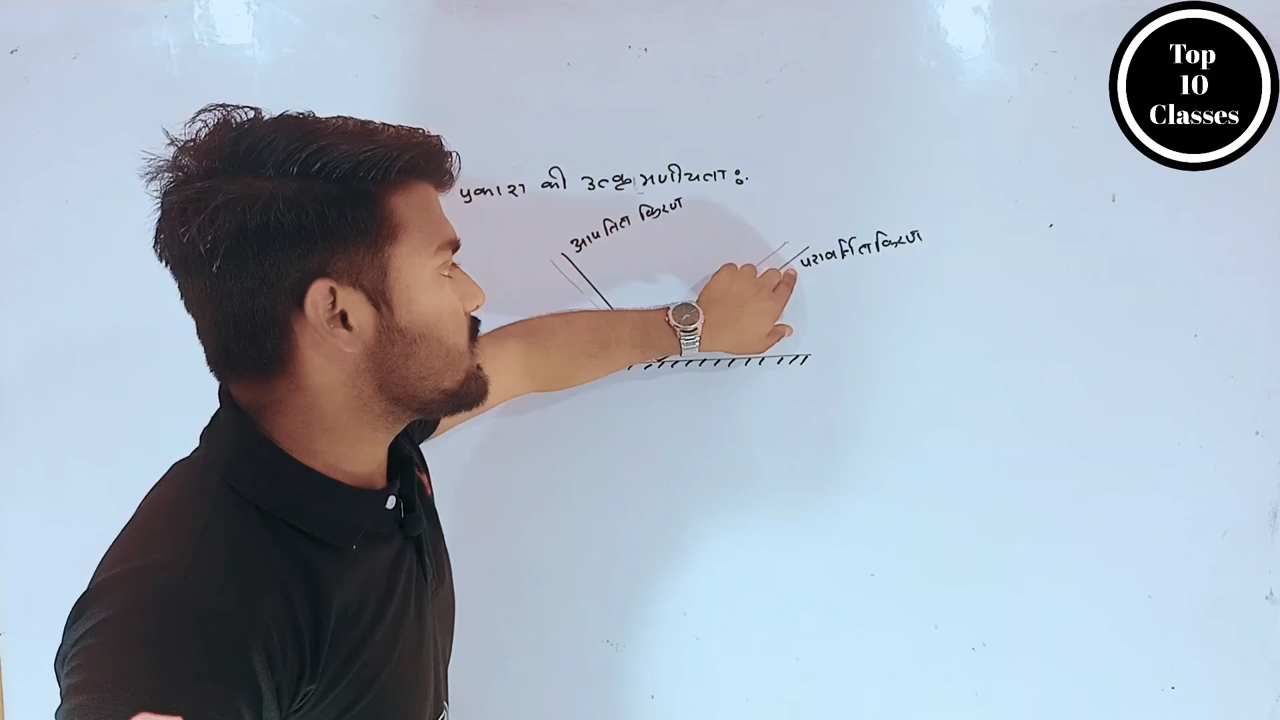 प्रकाश की उत्क्रमणीयता :-
आपतित किरण
परावर्तित किरण
Top
10
Classes